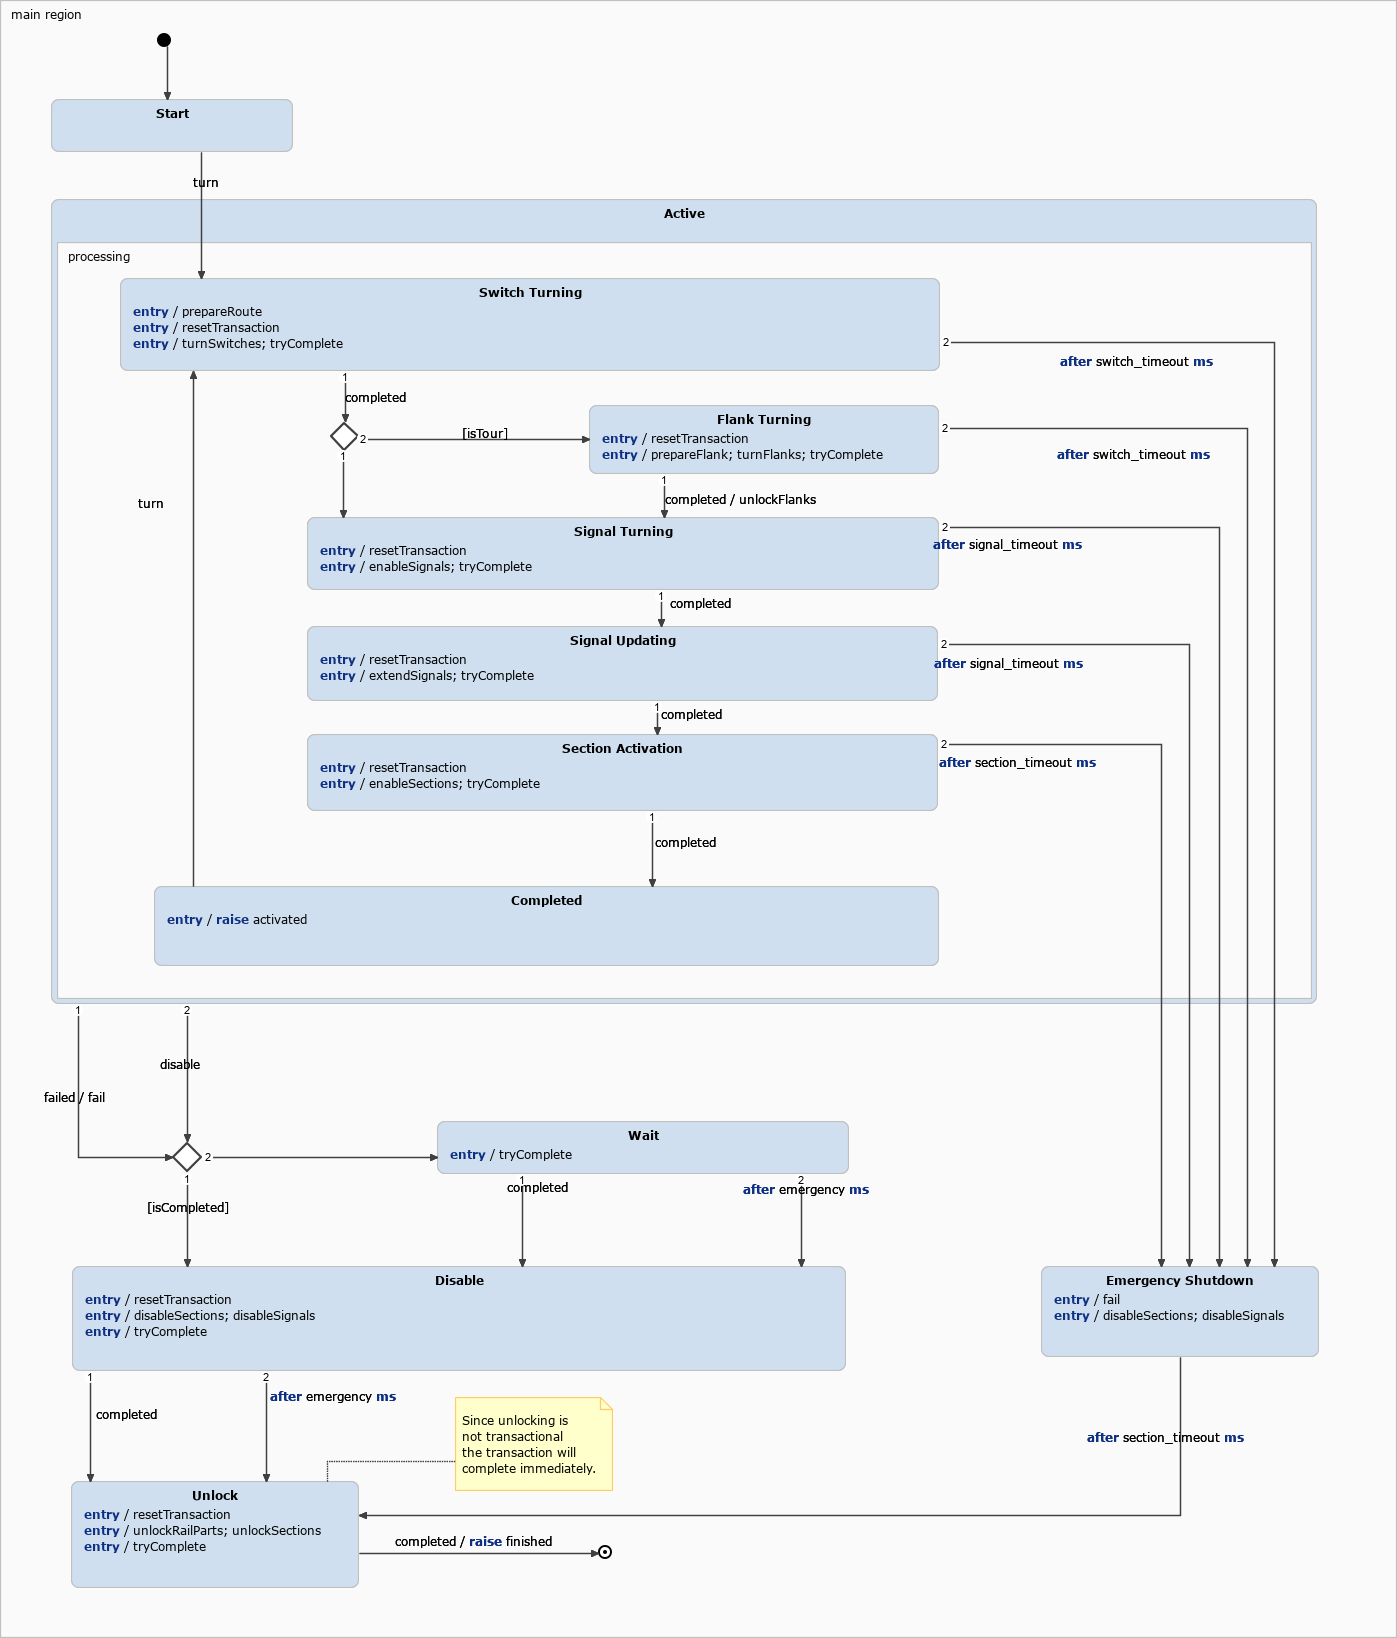 main region
Start
turn
Active
processing
Switch Turning
entry / prepareRoute
entry / resetTransaction
entry / turnSwitches; tryComplete
2
after switch_timeout ms
1
completed
2
[isTour]
1
Flank Turning
entry / resetTransaction
entry / prepareFlank; turnFlanks; tryComplete
2
after switch_timeout ms
1
completed / unlockFlanks
turn
Signal Turning
entry / resetTransaction
entry / enableSignals; tryComplete
2
after signal_timeout ms
1
completed
Signal Updating
entry / resetTransaction
entry / extendSignals; tryComplete
2
after signal_timeout ms
1
completed
Section Activation
entry / resetTransaction
entry / enableSections; tryComplete
2
after section_timeout ms
1
completed
Completed
entry / raise activated
1
2
disable
failed / fail
2
1
[isCompleted]
Wait
entry / tryComplete
1
completed
2
after emergency ms
Disable
entry / resetTransaction
entry / disableSections; disableSignals
entry / tryComplete
Emergency Shutdown
entry / fail
entry / disableSections; disableSignals
1
completed
2
after emergency ms
Since unlocking is
not transactional
the transaction will
complete immediately.
after section_timeout ms
Unlock
entry / resetTransaction
entry / unlockRailParts; unlockSections
entry / tryComplete
completed / raise finished